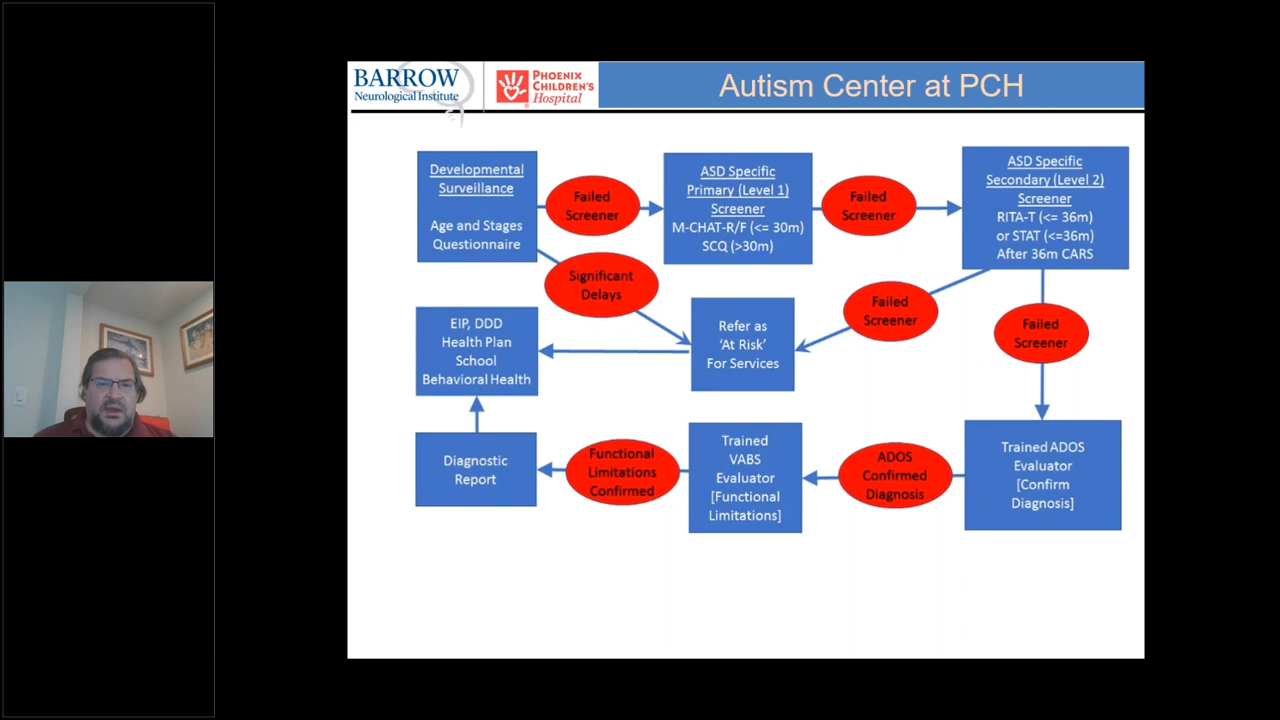 BARROW
Neurological Institute
PHOENIX
CHILDREN'S
Hospital
Autism Center at PCH
Developmental
Surveillance
Age and Stages
Questionnaire
Failed
Screener
ASD Specific
Primary (Level 1)
Screener
M-CHAT-R/F (<= 30m)
SCQ (>30m)
Failed
Screener
ASD Specific
Secondary (Level 2)
Screener
RITA-T (<= 36m)
or STAT (<=36m)
After 36m CARS
Significant
Delays
Failed
Screener
Failed
Screener
EIP, DDD
Health Plan
School
Behavioral Health
Refer as
‘At Risk’
For Services
Diagnostic
Report
Functional
Limitations
Confirmed
Trained
VABS
Evaluator
[Functional
Limitations]
ADOS
Confirmed
Diagnosis
Trained ADOS
Evaluator
[Confirm
Diagnosis]